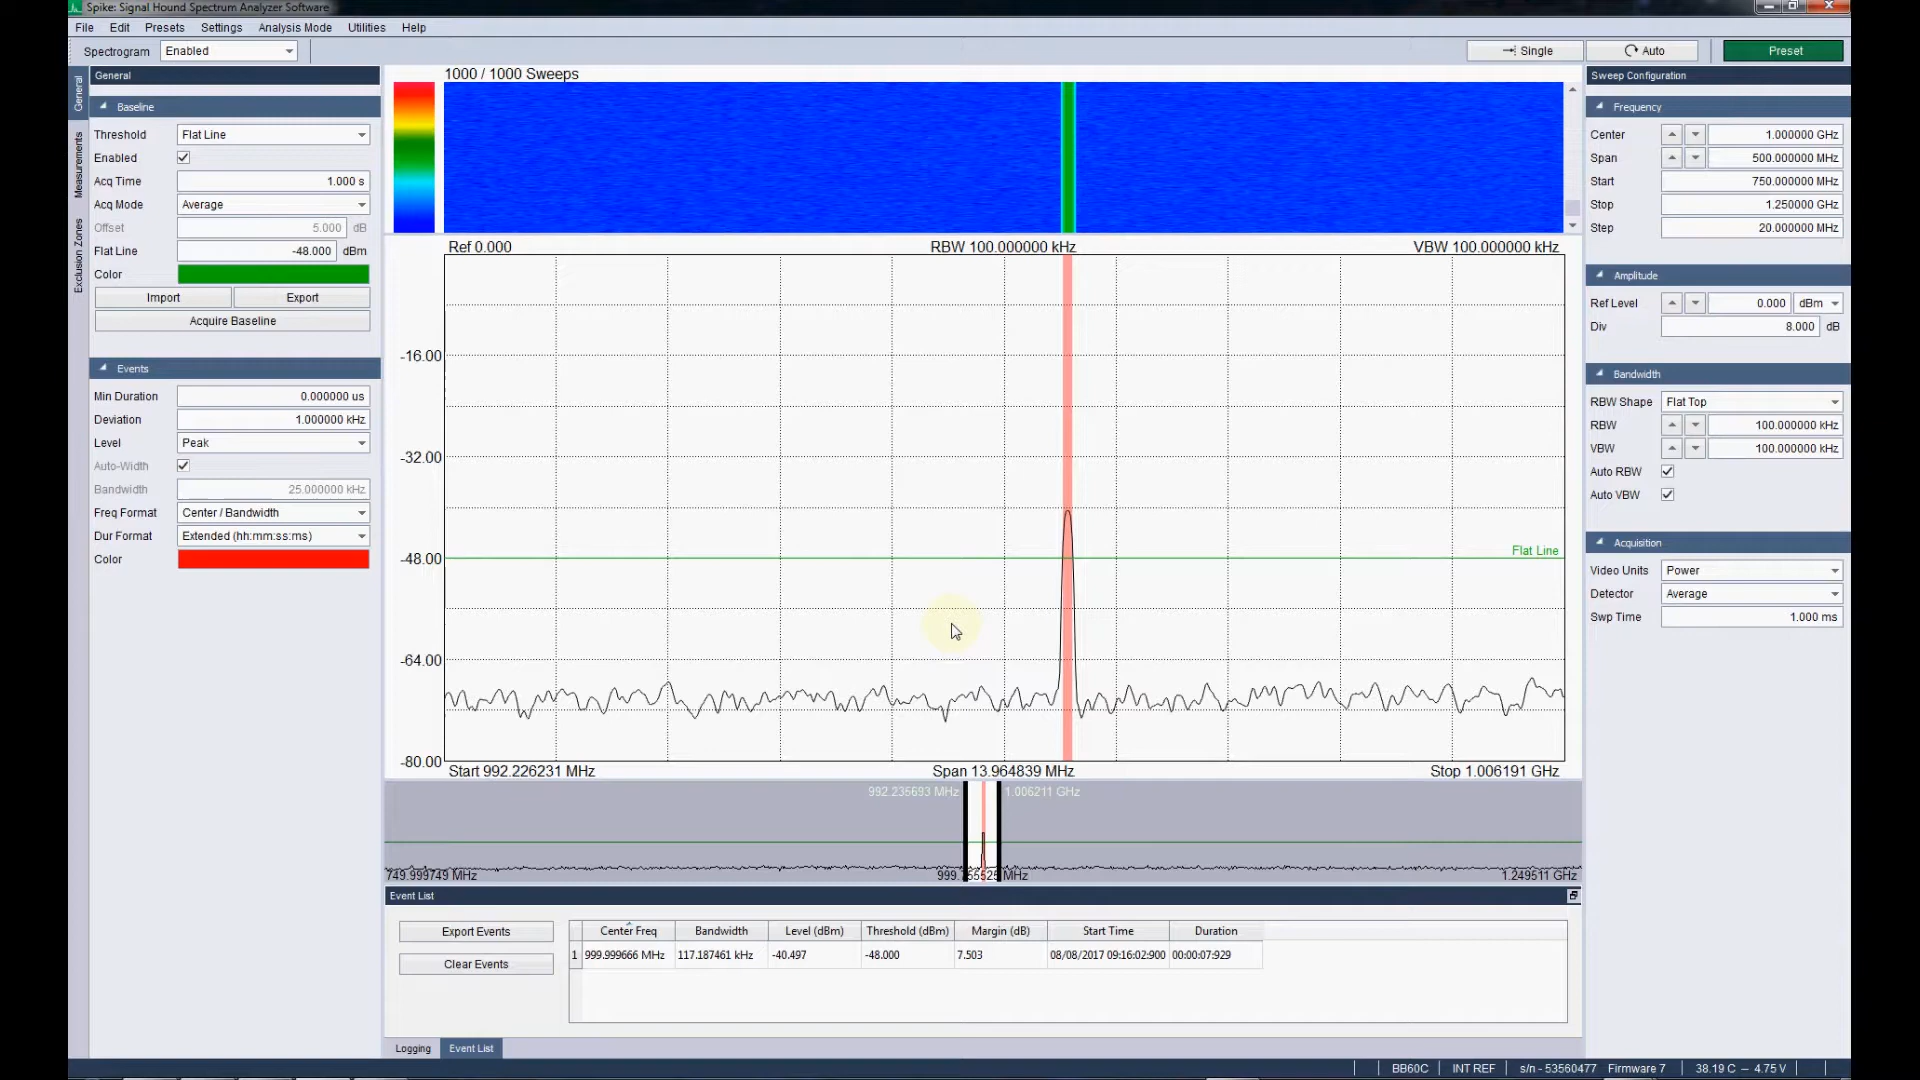 Spike: Signal Hound Spectrum Analyzer Software
File Edit Presets Settings Analysis Mode Utilities Help
Spectrogram Enabled Single Auto Preset
General
Measurements
Exclusion Zones
General
Baseline
Threshold Flat Line
Enabled
Acq Time 1.000 s
Acq Mode Average
Offset 5.000 dB
Flat Line -48.000 dBm
Color
Import Export
Acquire Baseline
Events
Min Duration 0.000000 us
Deviation 1.000000 kHz
Level Peak
Auto-Width
Bandwidth 25.000000 kHz
Freq Format Center / Bandwidth
Dur Format Extended (hh:mm:ss:ms)
Color
1000 / 1000 Sweeps
Ref 0.000 RBW 100.000000 kHz VBW 100.000000 kHz
-16.00
-32.00
Flat Line
-48.00
-64.00
-80.00
Start 992.226231 MHz Span 13.964839 MHz Stop 1.006191 GHz
992.235693 MHz 1.006211 GHz
749.999749 MHz MHz 1.249511 GHz
Event List
Export Events
Clear Events
Center Freq Bandwidth Level (dBm) Threshold (dBm) Margin (dB) Start Time Duration
1 999.999666 MHz 117.187461 kHz -40.497 -48.000 7.503 08/08/2017 09:16:02:900 00:00:07:929
Logging Event List
Sweep Configuration
Frequency
Center 1.000000 GHz
Span 500.000000 MHz
Start 750.000000 MHz
Stop 1.250000 GHz
Step 20.000000 MHz
Amplitude
Ref Level 0.000 dBm
Div 8.000 dB
Bandwidth
RBW Shape Flat Top
RBW 100.000000 kHz
VBW 100.000000 kHz
Auto RBW
Auto VBW
Acquisition
Video Units Power
Detector Average
Swp Time 1.000 ms
BB60C INT REF s/n - 53560477 Firmware 7 38.19 C – 4.75 V